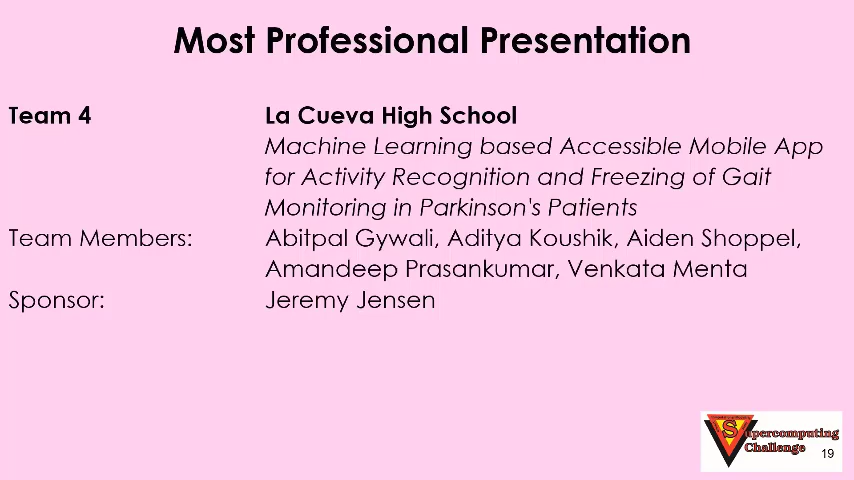 Most Professional Presentation
Team 4 La Cueva High School
Machine Learning based Accessible Mobile App
for Activity Recognition and Freezing of Gait
Monitoring in Parkinson's Patients
Team Members: Abitpal Gywali, Aditya Koushik, Aiden Shoppel,
Amandeep Prasankumar, Venkata Menta
Sponsor: Jeremy Jensen
Supercomputing
Challenge
19